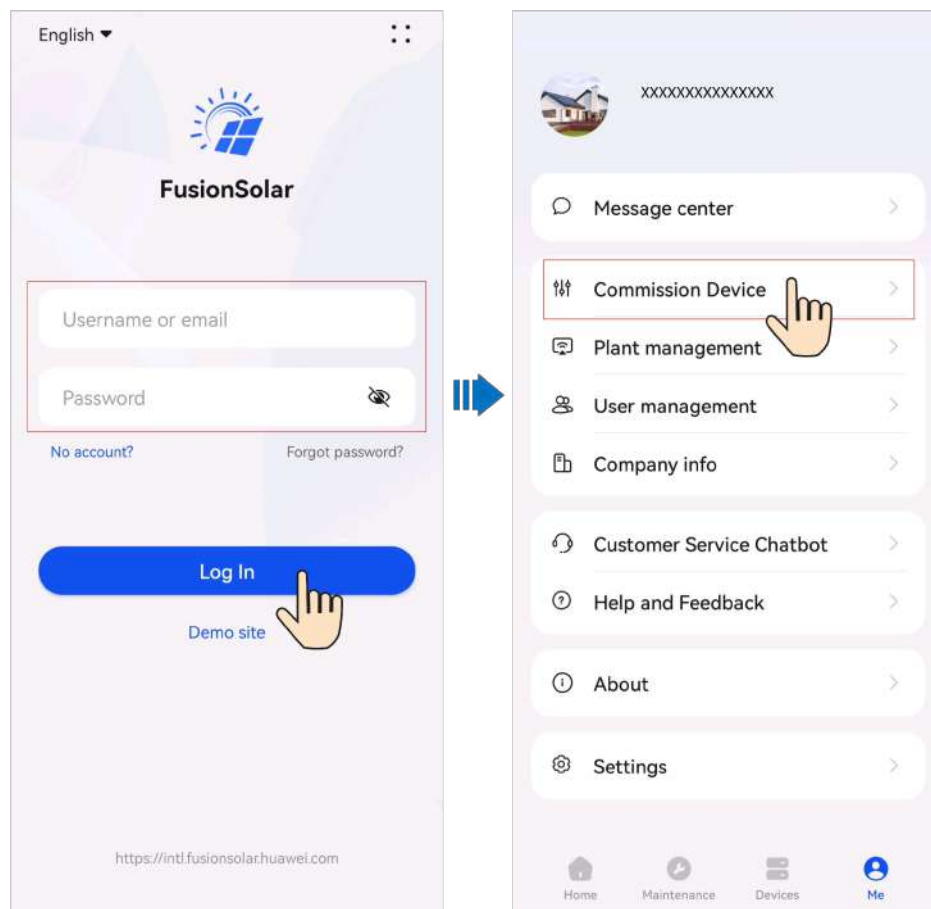 English
FusionSolar
Username or email
Password
No account? Forgot password?
Log In
Demo site
https://intl.fusionsolar.huawei.com
XXXXXXXXXXXXXXX
Message center
Commission Device
Plant management
User management
Company info
Customer Service Chatbot
Help and Feedback
About
Settings
Home Maintenance Devices Me